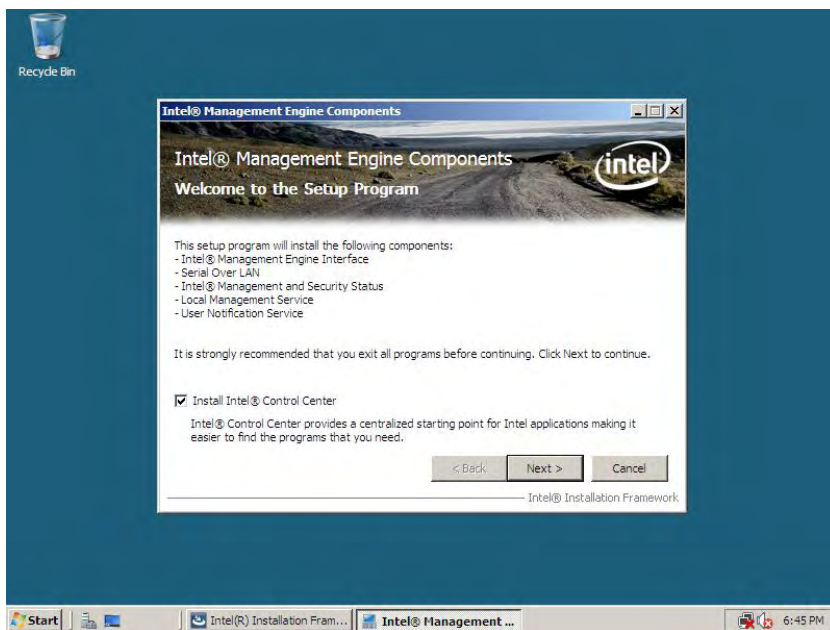 Recycle Bin
Intel® Management Engine Components
Intel® Management Engine Components
Welcome to the Setup Program
intel
This setup program will install the following components:
- Intel® Management Engine Interface
- Serial Over LAN
- Intel® Management and Security Status
- Local Management Service
- User Notification Service
It is strongly recommended that you exit all programs before continuing. Click Next to continue.
Install Intel® Control Center
Intel® Control Center provides a centralized starting point for Intel applications making it
easier to find the programs that you need.
< Back Next > Cancel
Intel® Installation Framework
Start Intel(R) Installation Fram... Intel® Management ... 6:45 PM